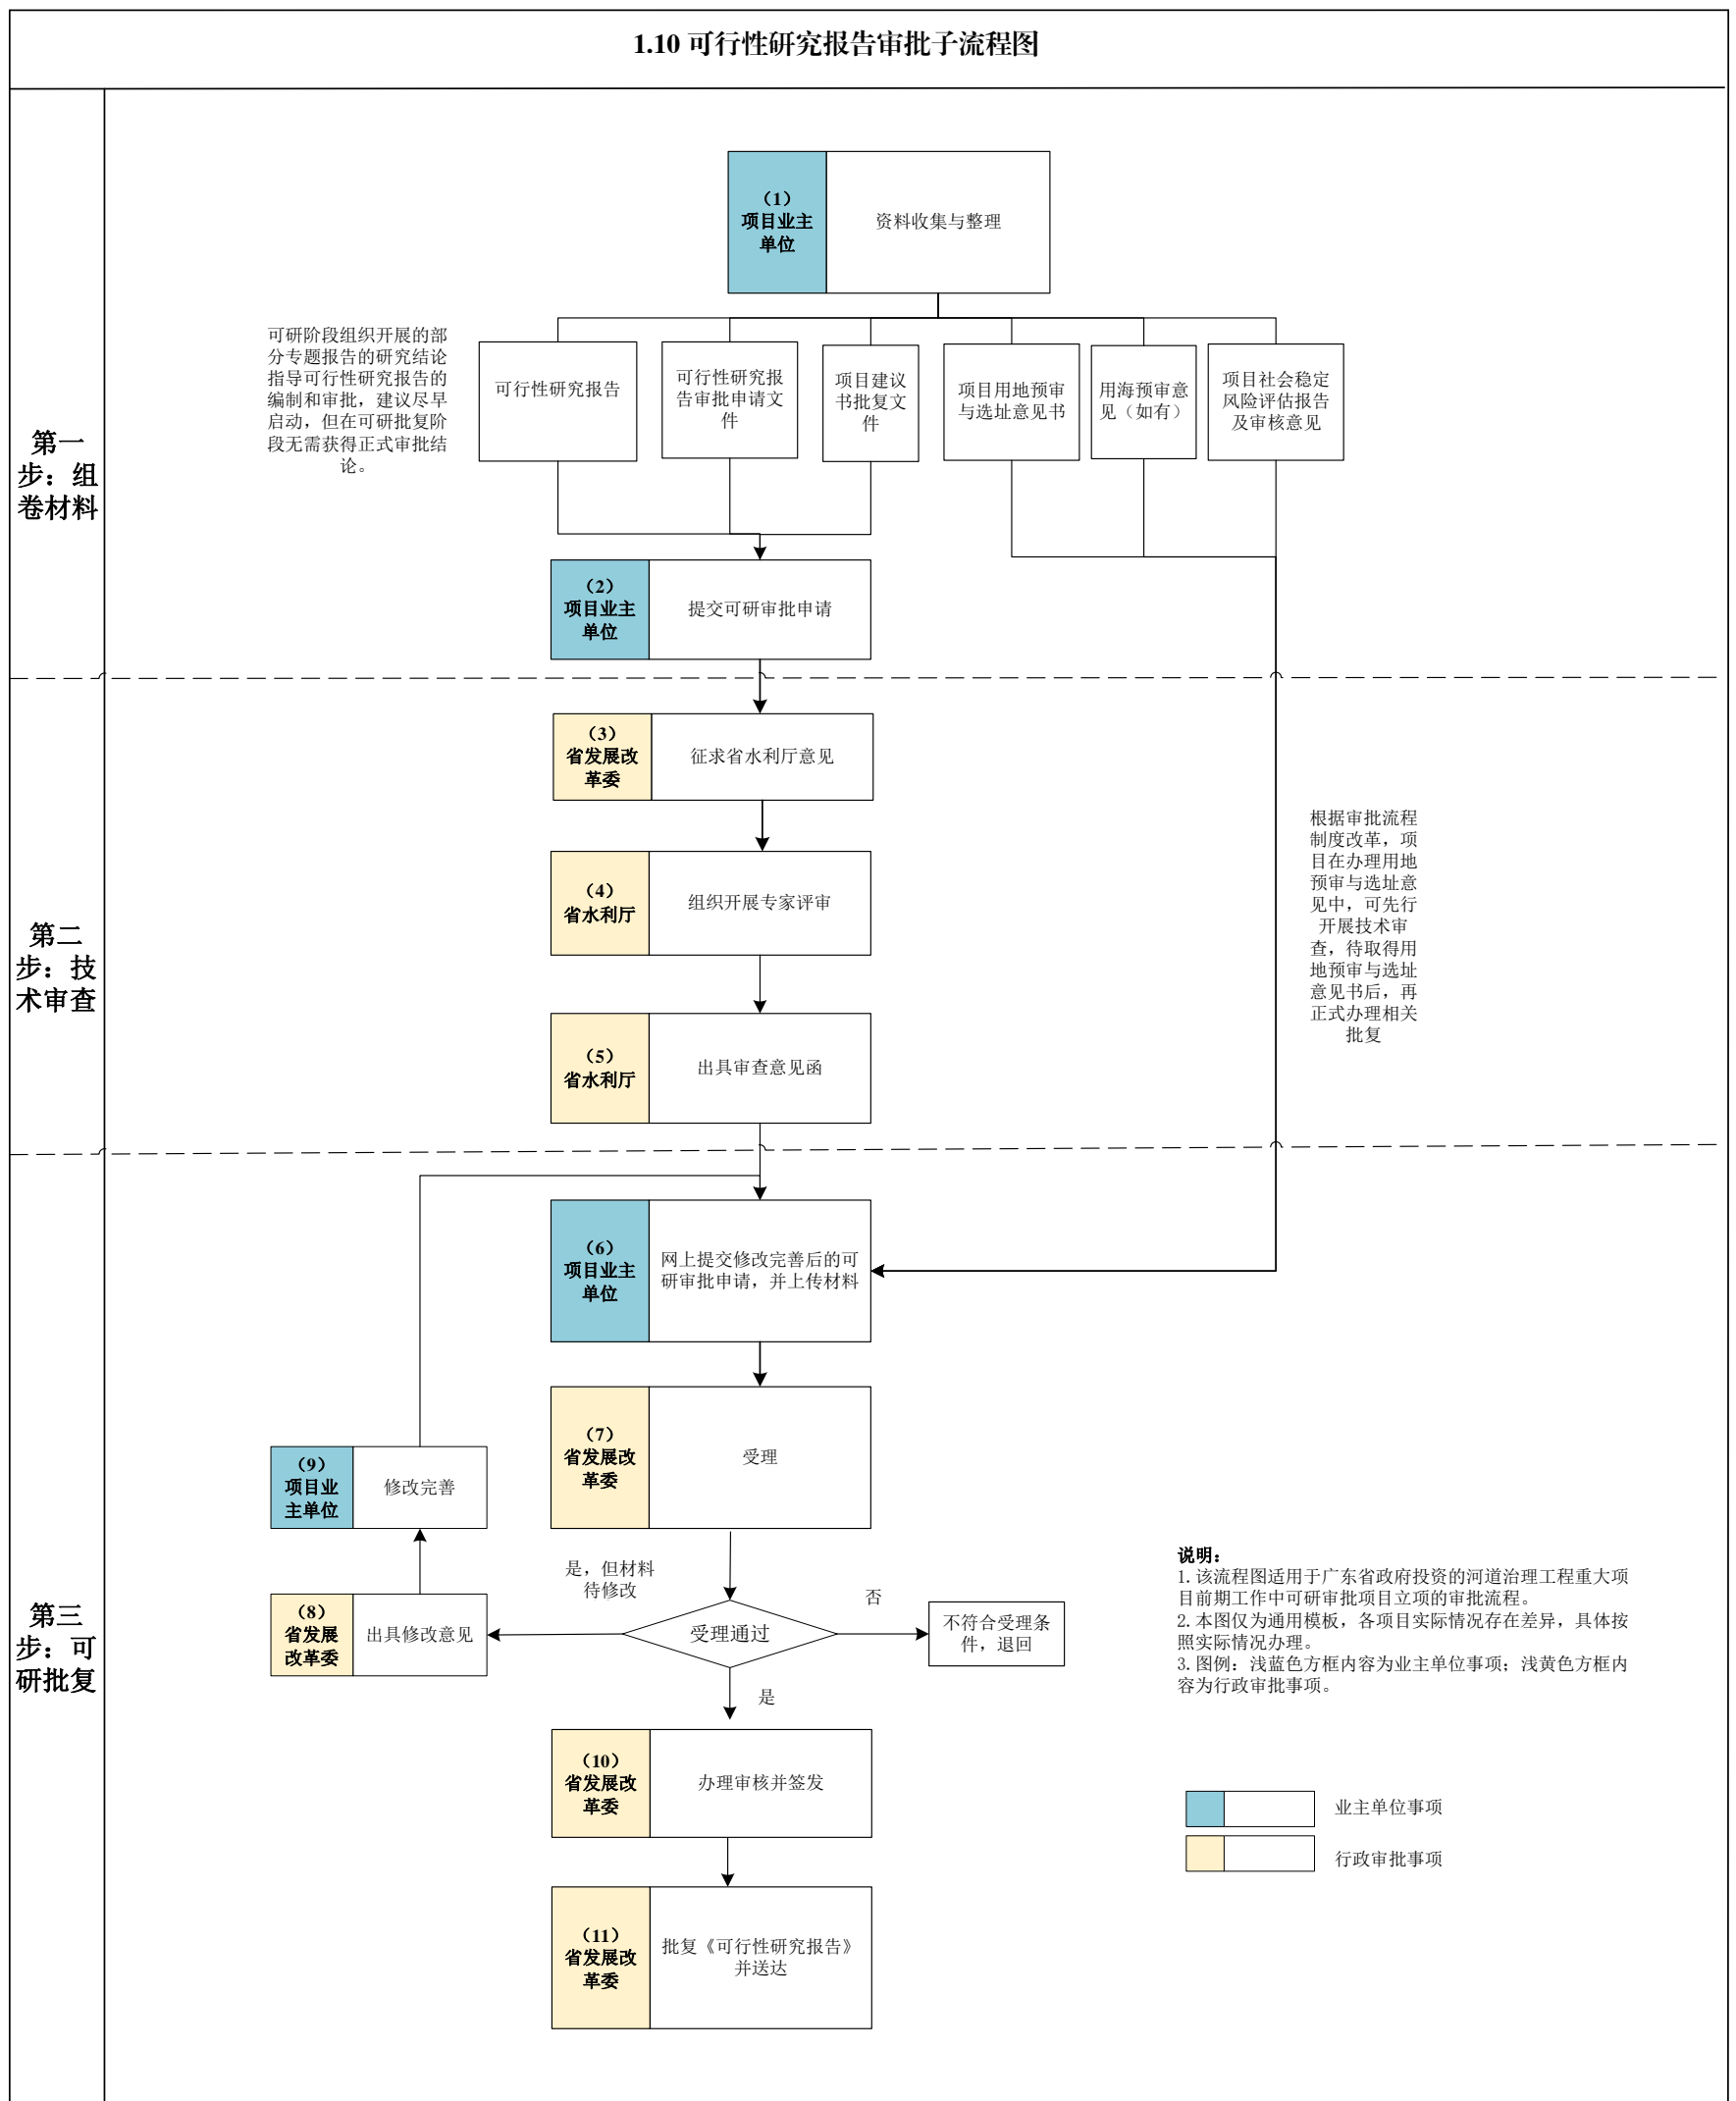 1.10 可行性研究报告审批子流程图
第一
步：组
卷材料
（1）
项目业主
单位
资料收集与整理
可研阶段组织开展的部
分专题报告的研究结论
指导可行性研究报告的
编制和审批，建议尽早
启动，但在可研批复阶
段无需获得正式审批结
论。
可行性研究报告
可行性研究报
告审批申请文
件
项目建议
书批复文
件
项目用地预审
与选址意见书
用海预审意
见（如有）
项目社会稳定
风险评估报告
及审核意见
（2）
项目业主
单位
提交可研审批申请
第二
步：技
术审查
（3）
省发展改
革委
征求省水利厅意见
（4）
省水利厅
组织开展专家评审
（5）
省水利厅
出具审查意见函
根据审批流程
制度改革，项
目在办理用地
预审与选址意
见中，可先行
开展技术审
查，待取得用
地预审与选址
意见书后，再
正式办理相关
批复
第三
步：可
研批复
（6）
项目业主
单位
网上提交修改完善后的可
研审批申请，并上传材料
（7）
省发展改
革委
受理
（9）
项目业
主单位
修改完善
是，但材料
待修改
（8）
省发展
改革委
出具修改意见
受理通过
否
不符合受理条
件，退回
是
（10）
省发展改
革委
办理审核并签发
（11）
省发展改
革委
批复《可行性研究报告》
并送达
说明：
1.该流程图适用于广东省政府投资的河道治理工程重大项
目前期工作中可研审批项目立项的审批流程。
2.本图仅为通用模板，各项目实际情况存在差异，具体按
照实际情况办理。
3.图例：浅蓝色方框内容为业主单位事项；浅黄色方框内
容为行政审批事项。
业主单位事项
行政审批事项